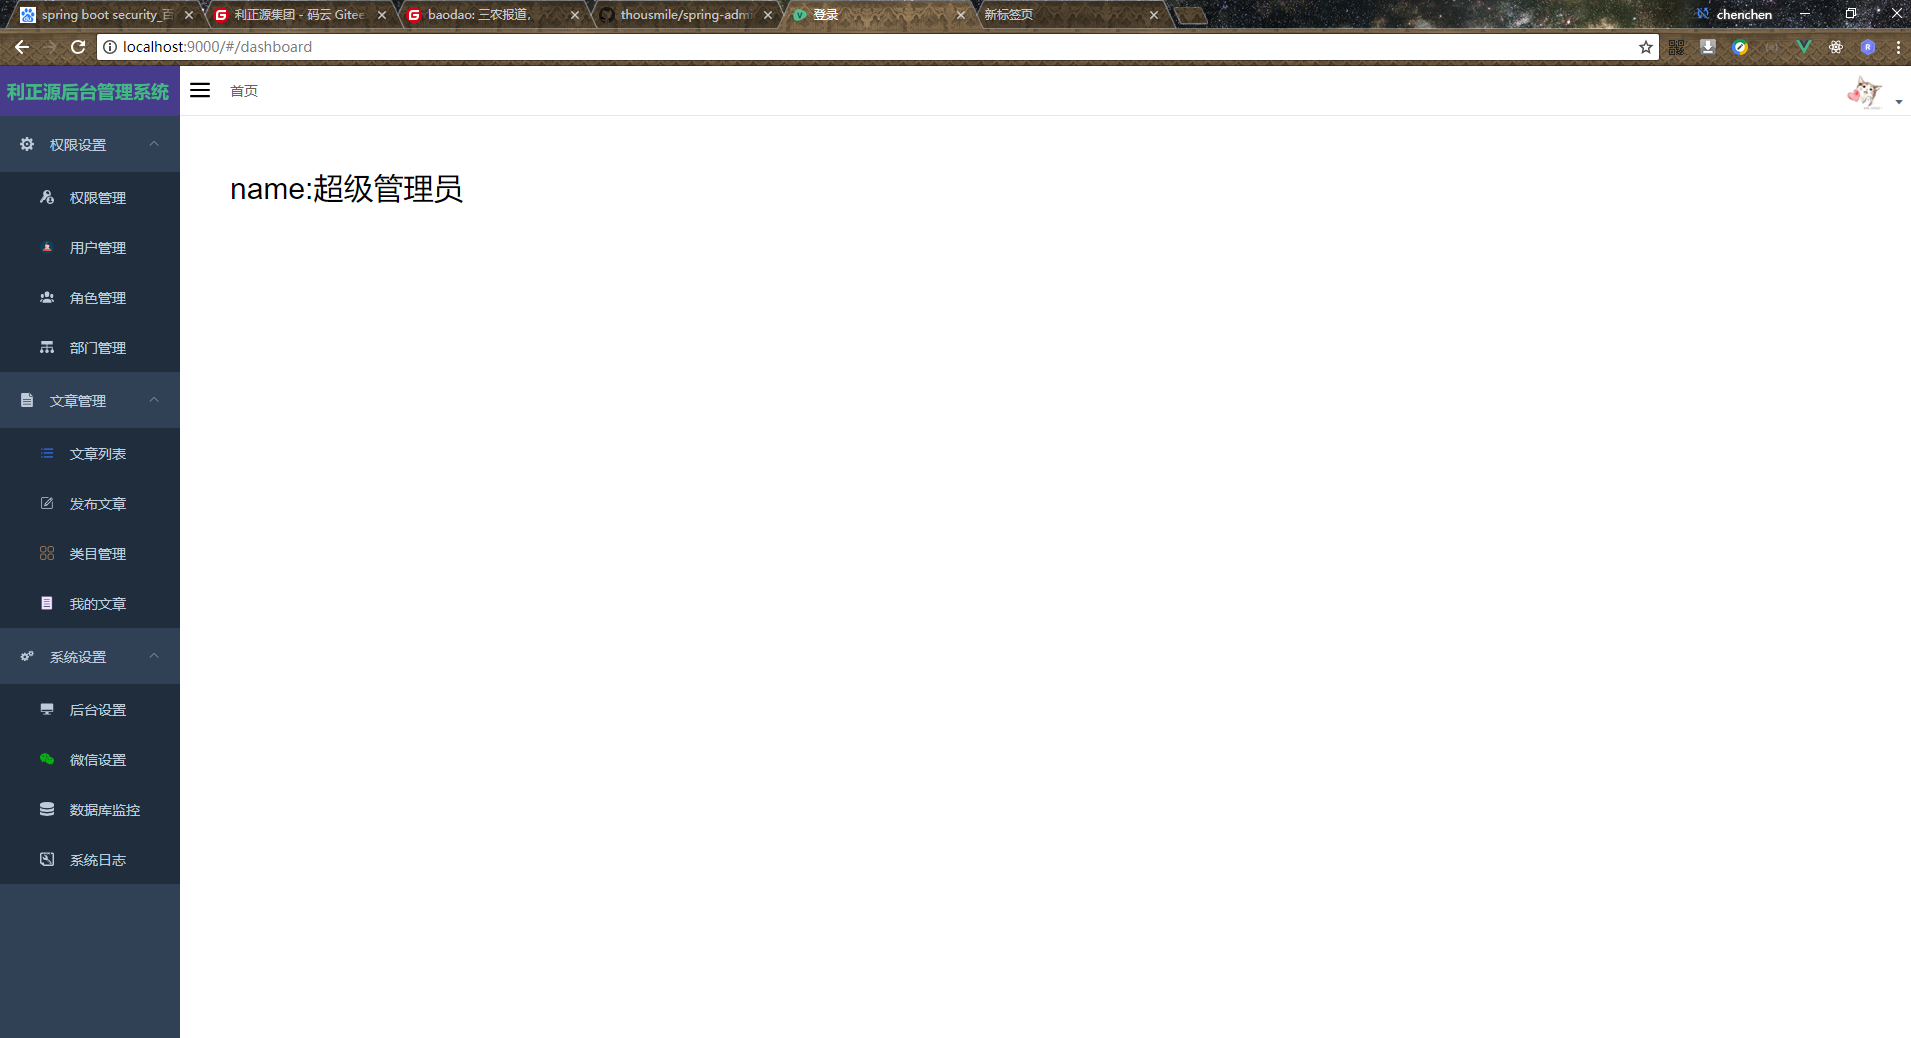 spring boot security_百
利正源集团 - 码云 Gitee
baodao: 三农报道,
thousmile/spring-adm
登录
新标签页
chenchen
localhost:9000/#/dashboard
利正源后台管理系统
首页
name:超级管理员
权限设置
权限管理
用户管理
角色管理
部门管理
文章管理
文章列表
发布文章
类目管理
我的文章
系统设置
后台设置
微信设置
数据库监控
系统日志